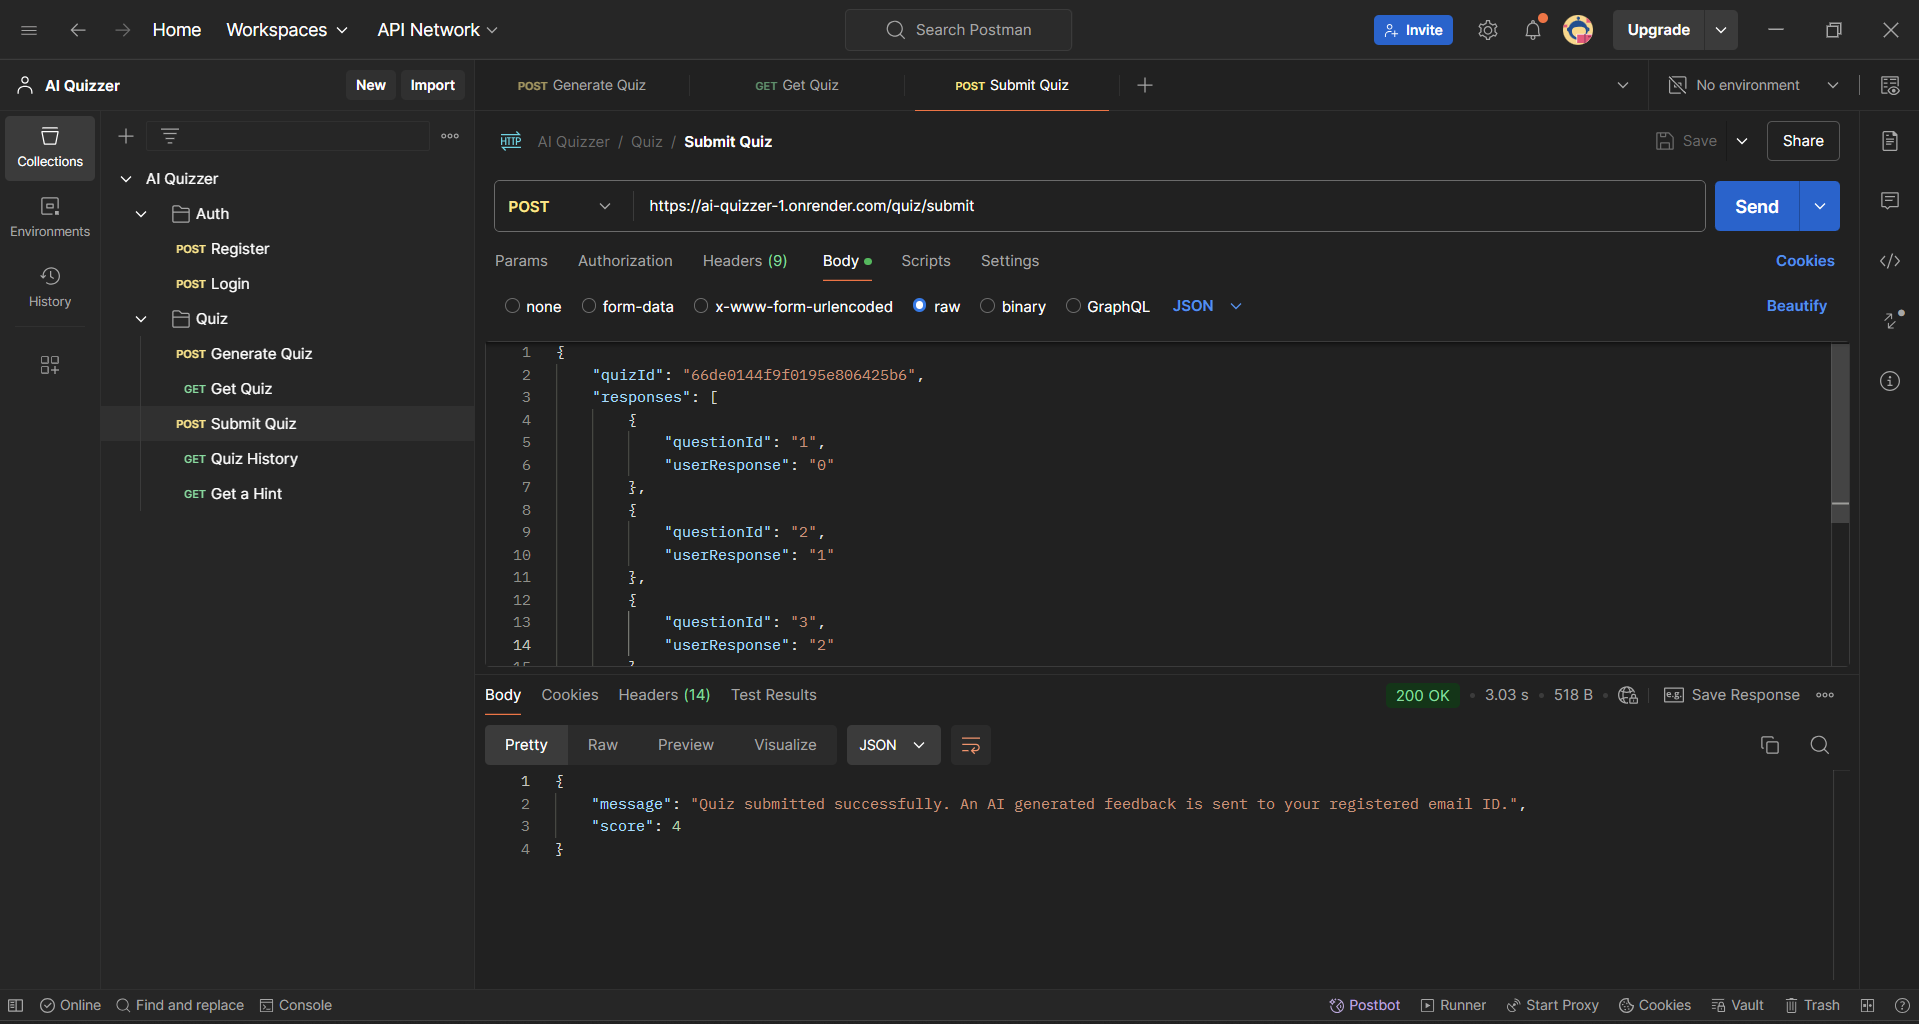 Home Workspaces API Network Search Postman Invite Upgrade
AI Quizzer New Import POST Generate Quiz GET Get Quiz POST Submit Quiz No environment
Collections
Environments
History
AI Quizzer
Auth
POST Register
POST Login
Quiz
POST Generate Quiz
GET Get Quiz
POST Submit Quiz
GET Quiz History
GET Get a Hint
HTTP AI Quizzer / Quiz / Submit Quiz Save Share
POST https://ai-quizzer-1.onrender.com/quiz/submit Send
Params Authorization Headers (9) Body Scripts Settings Cookies
none form-data x-www-form-urlencoded raw binary GraphQL JSON Beautify
1 {
2 "quizId": "66de0144f9f0195e806425b6",
3 "responses": [
4 {
5 "questionId": "1",
6 "userResponse": "0"
7 },
8 {
9 "questionId": "2",
10 "userResponse": "1"
11 },
12 {
13 "questionId": "3",
14 "userResponse": "2"
Body Cookies Headers (14) Test Results 200 OK 3.03 s 518 B e.g. Save Response
Pretty Raw Preview Visualize JSON
1 {
2 "message": "Quiz submitted successfully. An AI generated feedback is sent to your registered email ID.",
3 "score": 4
4 }
Online Find and replace Console Postbot Runner Start Proxy Cookies Vault Trash